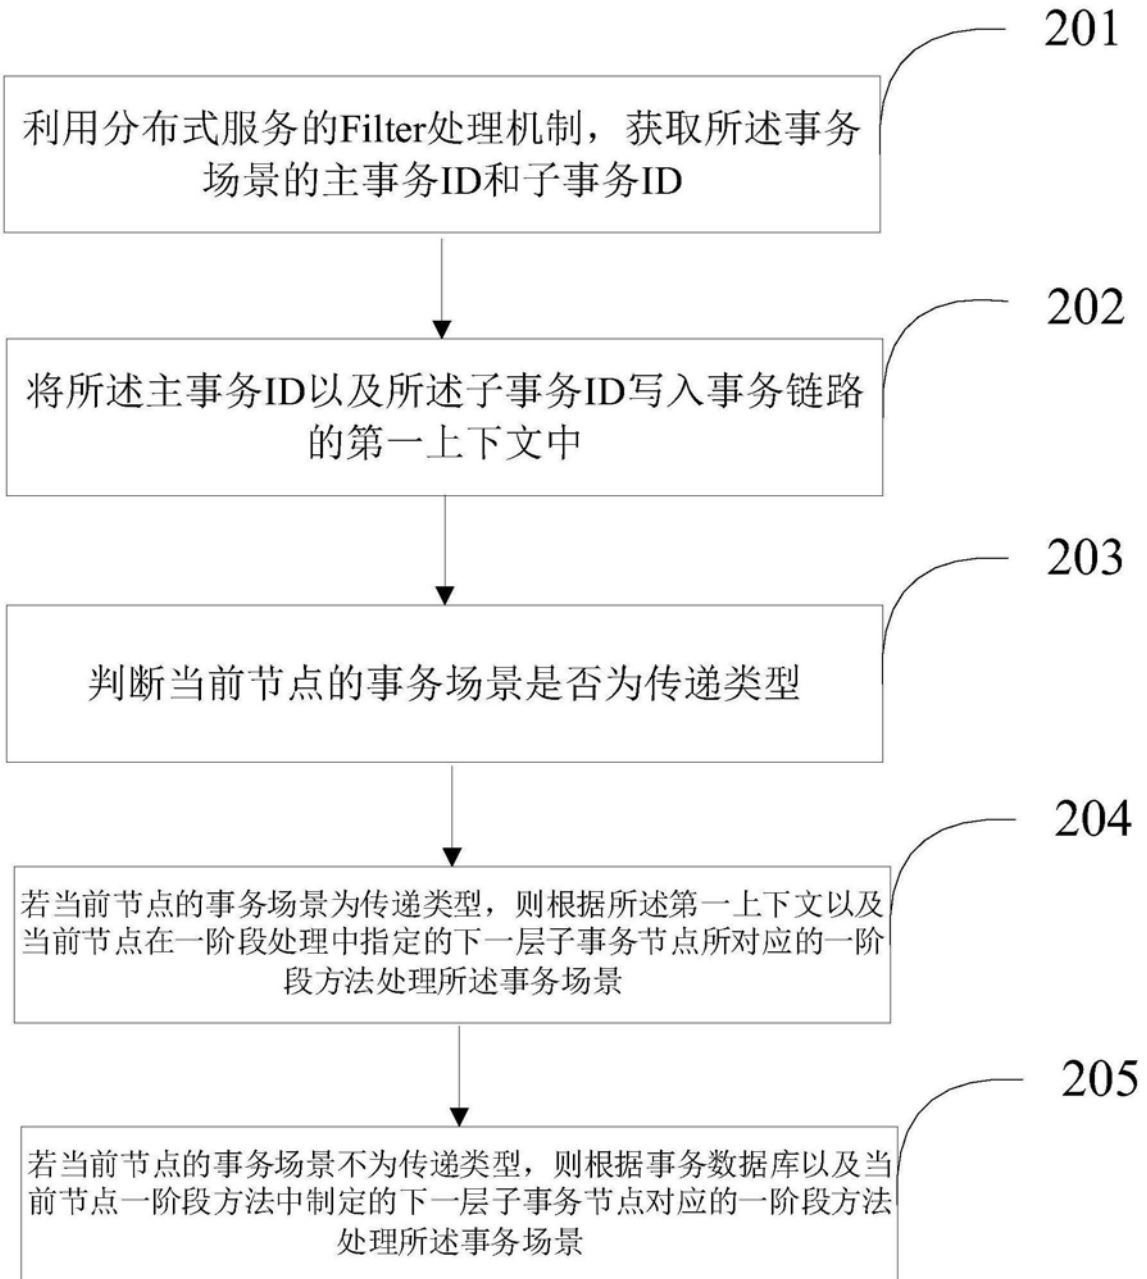 201
利用分布式服务的Filter处理机制，获取所述事务
场景的主事务ID和子事务ID
202
将所述主事务ID以及所述子事务ID写入事务链路
的第一上下文中
203
判断当前节点的事务场景是否为传递类型
204
若当前节点的事务场景为传递类型，则根据所述第一上下文以及
当前节点在一阶段处理中指定的下一层子事务节点所对应的一阶
段方法处理所述事务场景
205
若当前节点的事务场景不为传递类型，则根据事务数据库以及当
前节点一阶段方法中制定的下一层子事务节点对应的一阶段方法
处理所述事务场景